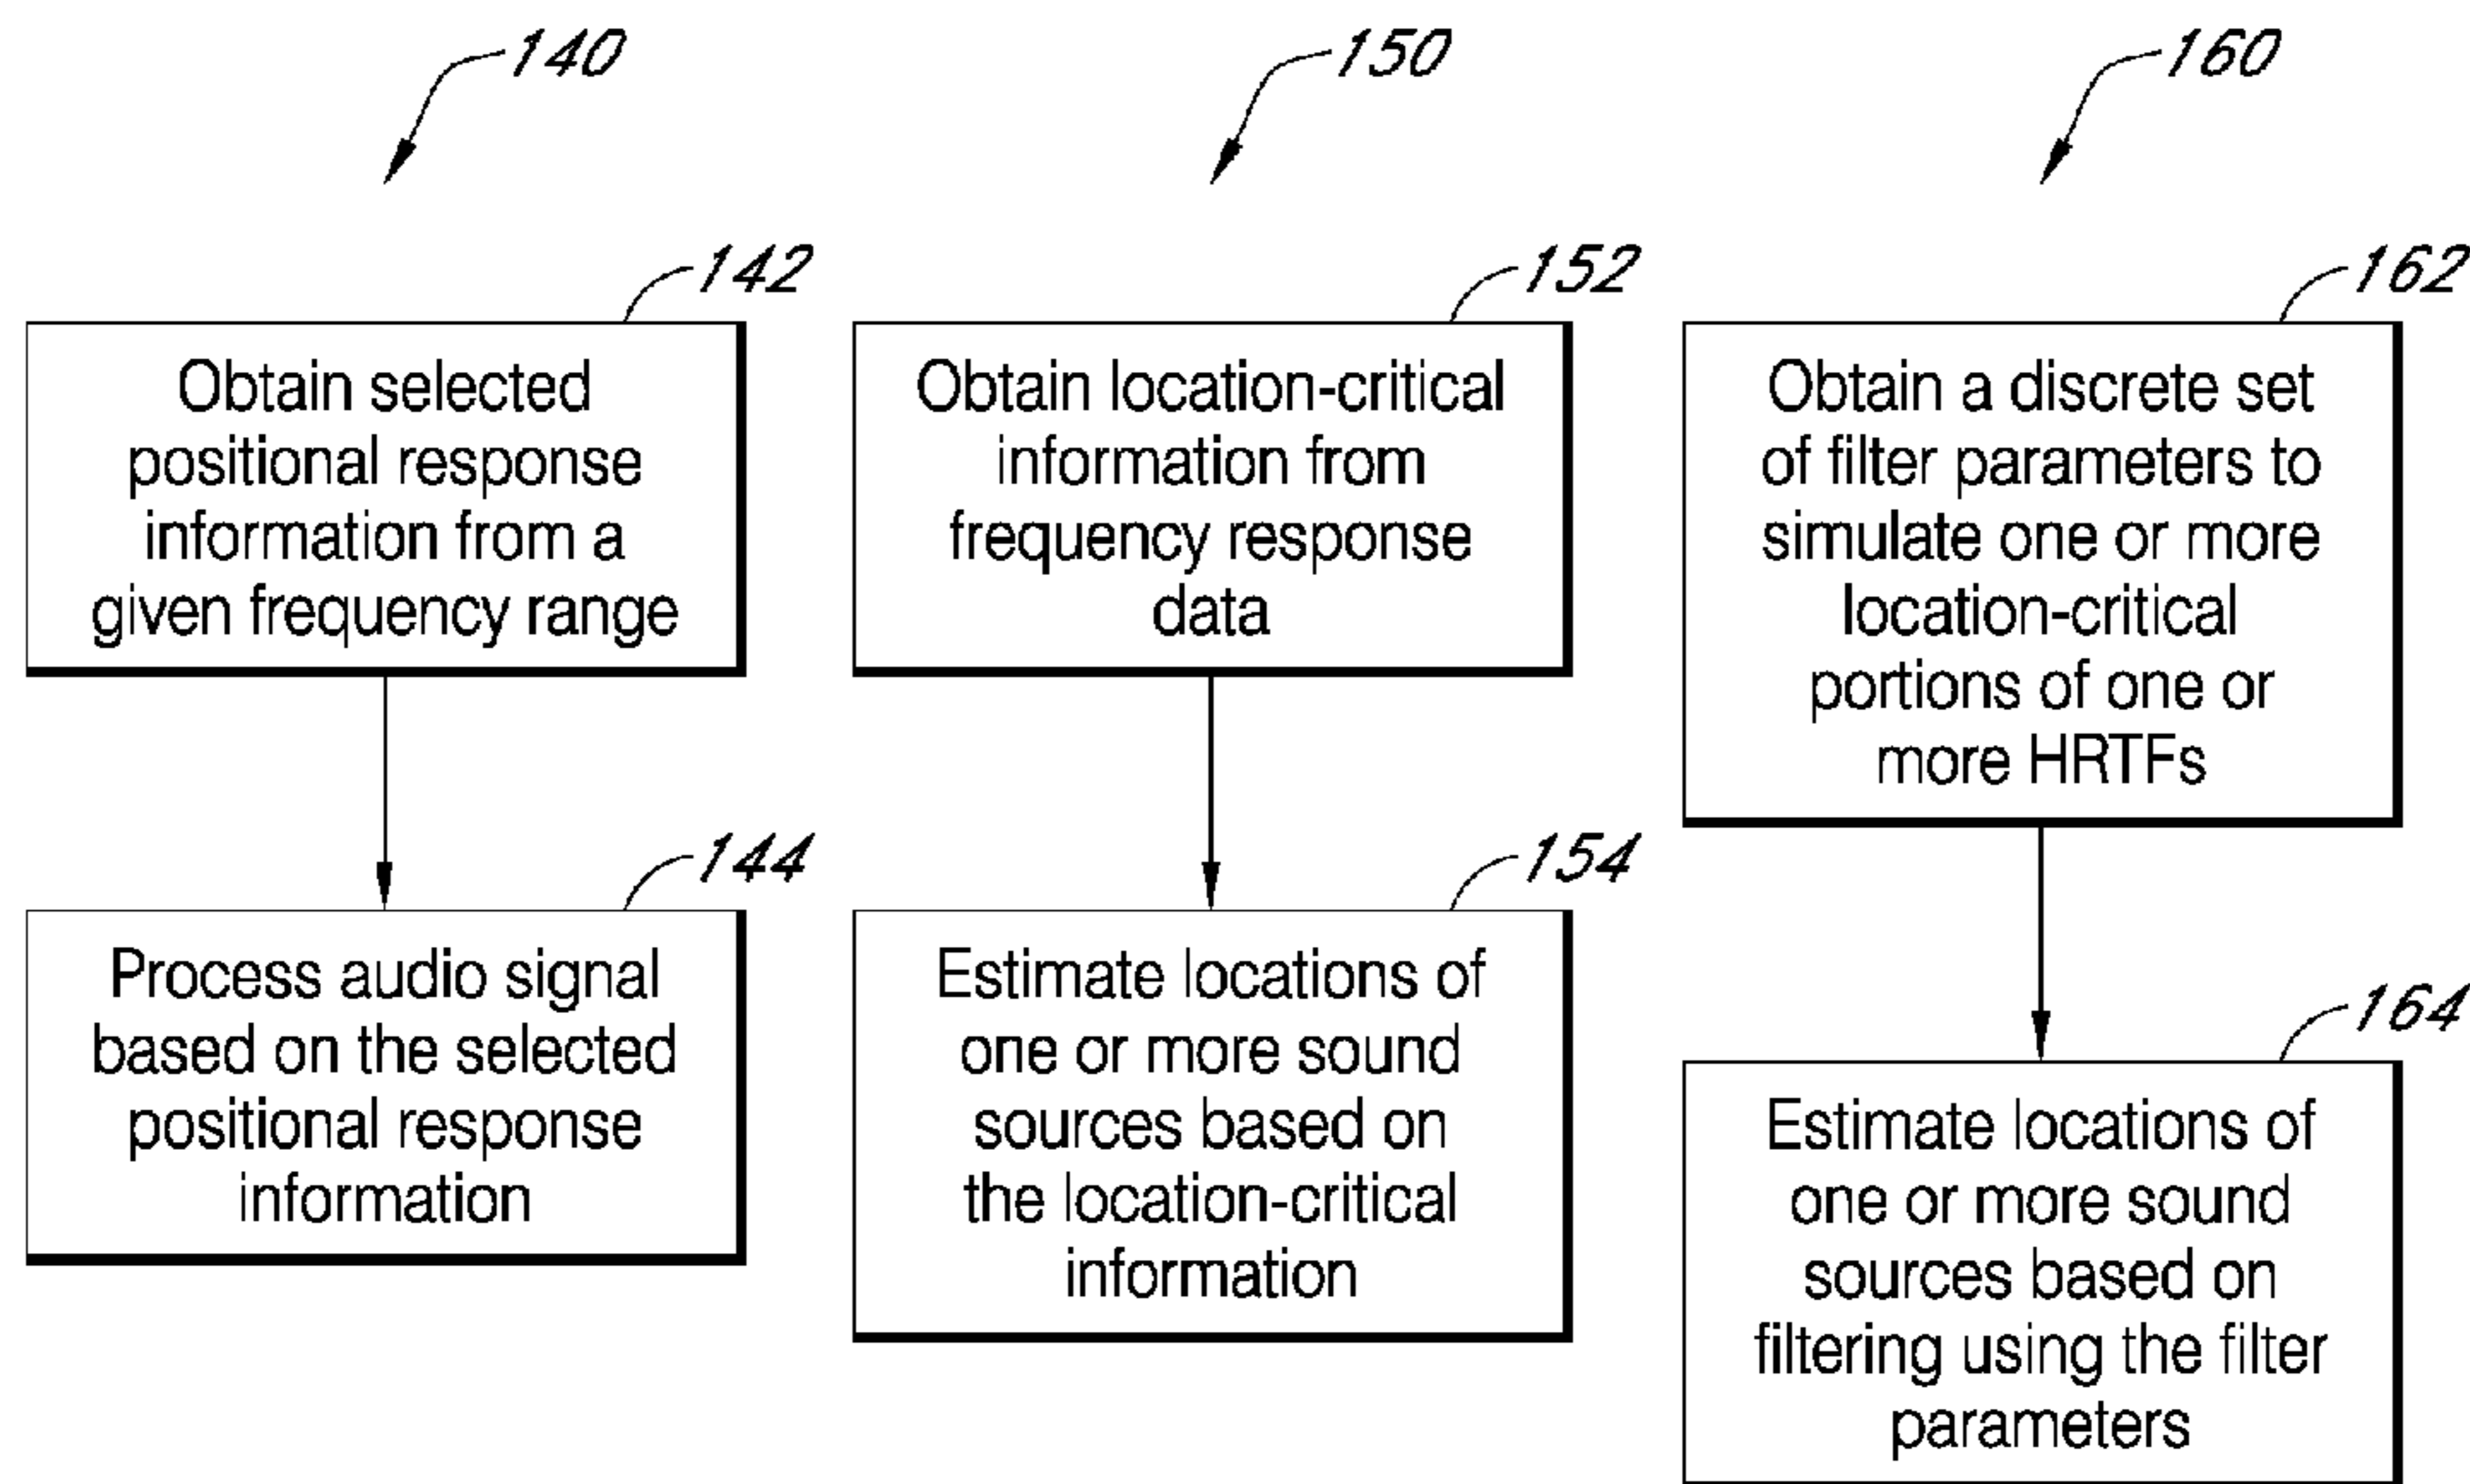 140
142
Obtain selected
positional response
information from a
given frequency range
144
Process audio signal
based on the selected
positional response
information
150
152
Obtain location-critical
information from
frequency response
data
154
Estimate locations of
one or more sound
sources based on
the location-critical
information
160
162
Obtain a discrete set
of filter parameters to
simulate one or more
location-critical
portions of one or
more HRTFs
164
Estimate locations of
one or more sound
sources based on
filtering using the filter
parameters